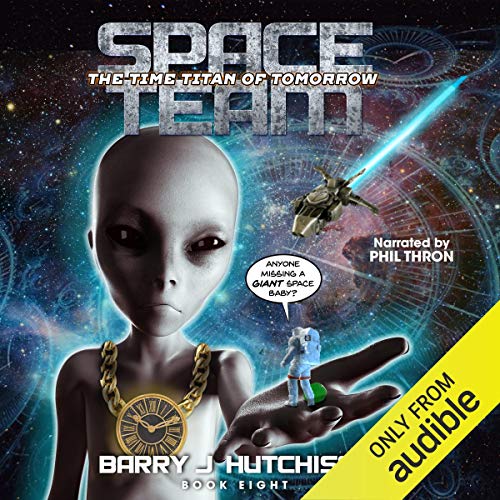 SPACE
THE TIME TITAN OF TOMORROW
TEAM
Narrated by
PHIL THRON
ANYONE
MISSING A
GIANT SPACE
BABY?
BARRY J HUTCHIS
BOOK EIGHT
ONLY FROM
audible